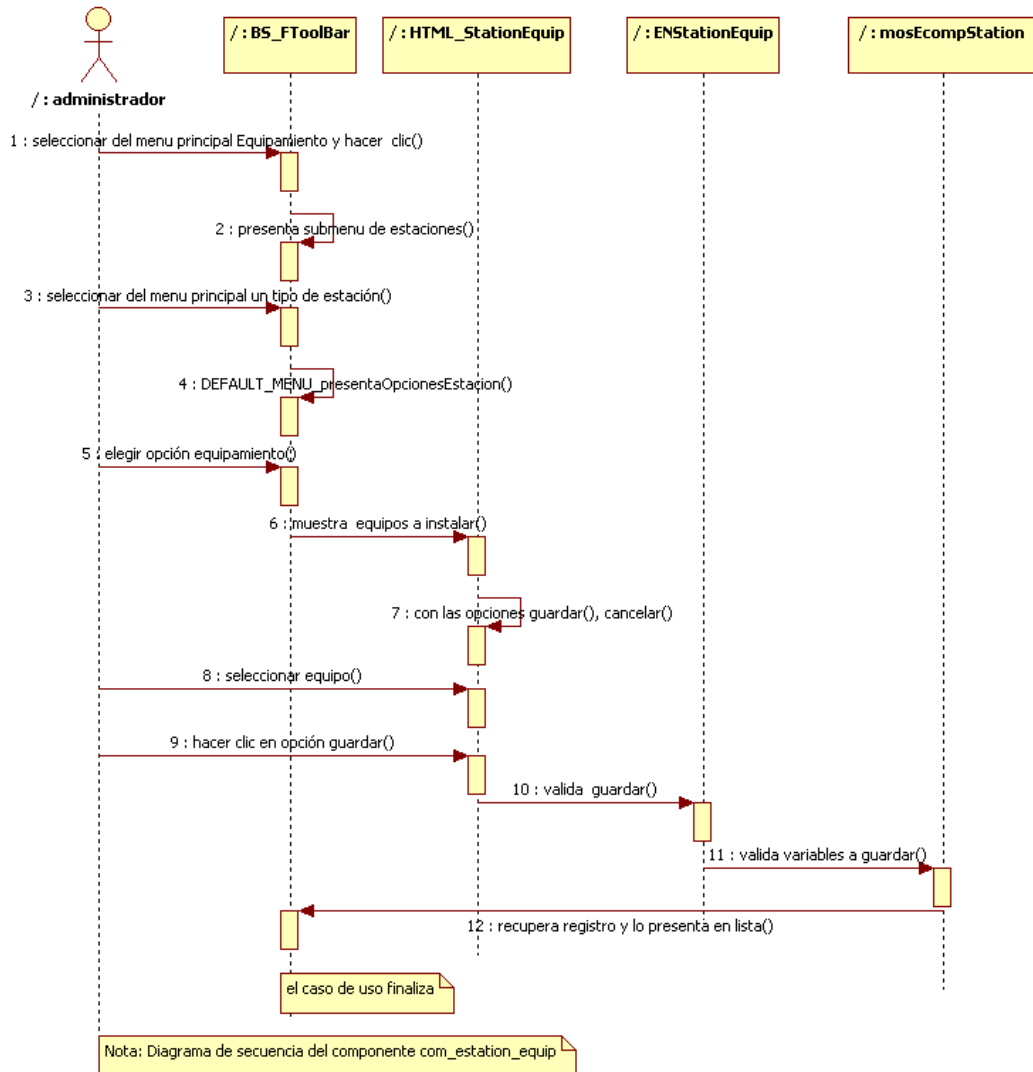 / : BS_FToolBar
/ : HTML_StationEquip
/ : ENStationEquip
/ : mosEcompStation
/ : administrador
1 : seleccionar del menu principal Equipamiento y hacer clic()
2 : presenta submenu de estaciones()
3 : seleccionar del menu principal un tipo de estación()
4 : DEFAULT_MENU_presentaOpcionesEstacion()
5 : elegir opción equipamiento()
6 : muestra equipos a instalar()
7 : con las opciones guardar(), cancelar()
8 : seleccionar equipo()
9 : hacer clic en opción guardar()
10 : valida guardar()
11 : valida variables a guardar()
12 : recupera registro y lo presenta en lista()
el caso de uso finaliza
Nota: Diagrama de secuencia del componente com_estation_equip